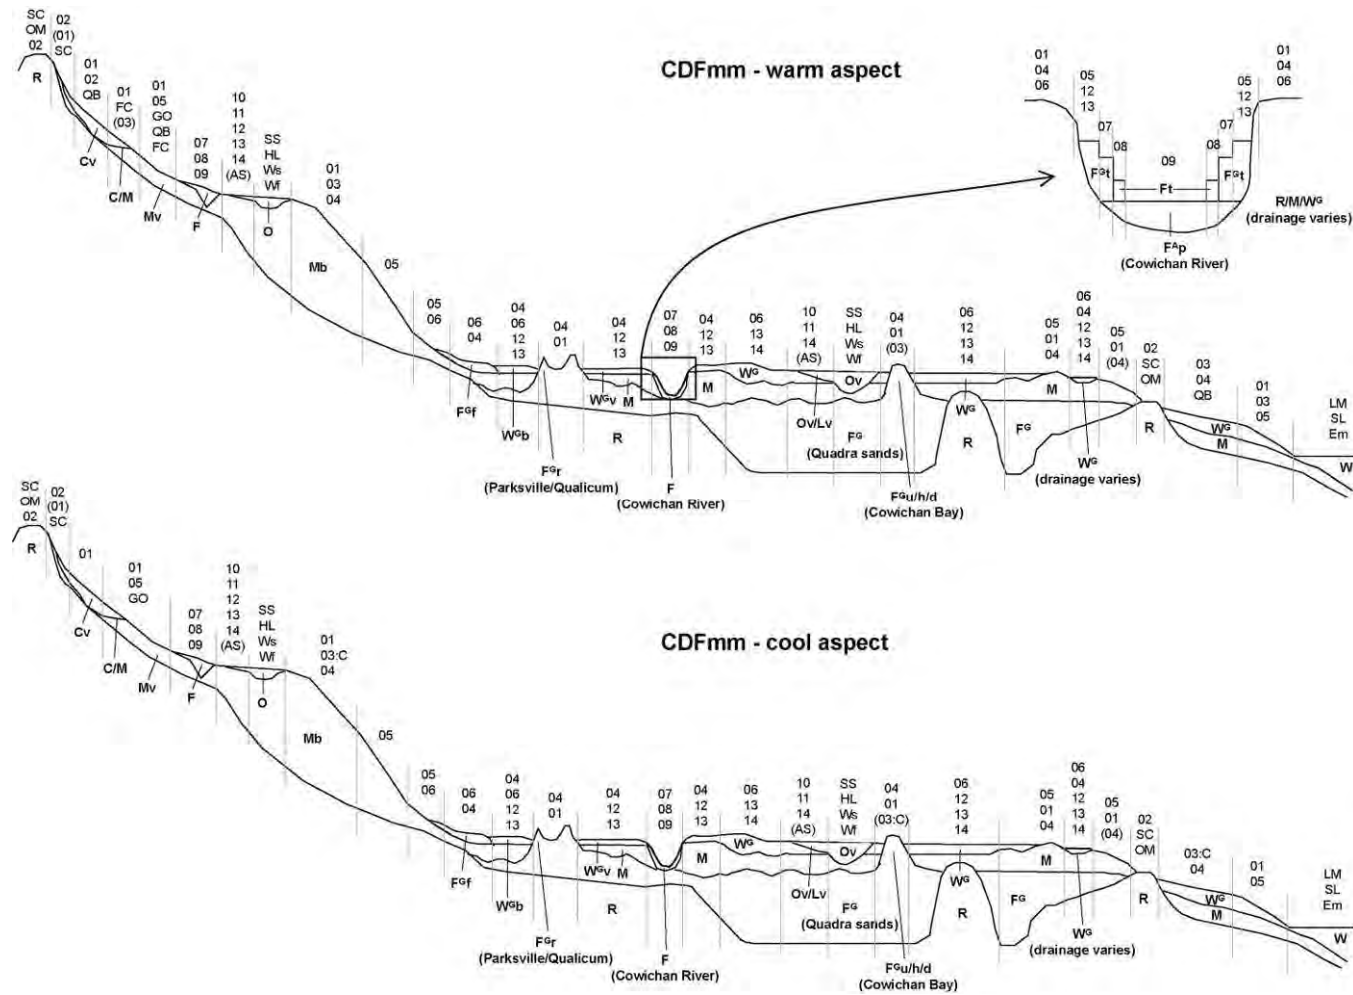 CDFmm - warm aspect
SC
OM
02
02
(01)
SC
01
02
QB
01
FC
(03)
01
05
GO
QB
FC
07
08
09
10
11
12
13
14
(AS)
SS
HL
Ws
Wf
01
03
04
05
05
06
06
04
04
06
12
13
04
01
04
12
13
07
08
09
04
12
13
06
13
14
10
11
14
(AS)
SS
HL
Ws
Wf
04
01
(03)
06
12
13
14
05
01
04
06
04
12
13
14
05
01
(04)
02
SC
OM
03
04
QB
01
03
05
LM
SL
Em
R
Cv
C/M
Mv
F
O
Mb
FGf
WGb
FGr
(Parksville/Qualicum)
WGv
M
R
F
(Cowichan River)
M
WG
Ov/Lv
Ov
FG
(Quadra sands)
FGu/h/d
(Cowichan Bay)
WG
R
FG
M
WG
(drainage varies)
R
WG
M
W
01
04
06
05
12
13
07
08
09
08
07
05
12
13
01
04
06
FGt
Ft
FGt
R/M/WG
(drainage varies)
FAp
(Cowichan River)
CDFmm - cool aspect
SC
OM
02
02
(01)
SC
01
01
05
GO
07
08
09
10
11
12
13
14
(AS)
SS
HL
Ws
Wf
01
03:C
04
05
05
06
06
04
04
06
12
13
04
01
04
12
13
07
08
09
04
12
13
06
13
14
10
11
14
(AS)
SS
HL
Ws
Wf
04
01
(03:C)
06
12
13
14
05
01
04
06
04
12
13
14
05
01
(04)
02
SC
OM
03:C
04
01
05
LM
SL
Em
R
Cv
C/M
Mv
F
O
Mb
FGf
WGb
FGr
(Parksville/Qualicum)
WGv
M
R
F
(Cowichan River)
M
WG
Ov/Lv
Ov
FG
(Quadra sands)
FGu/h/d
(Cowichan Bay)
WG
R
FG
M
WG
(drainage varies)
R
WG
M
W